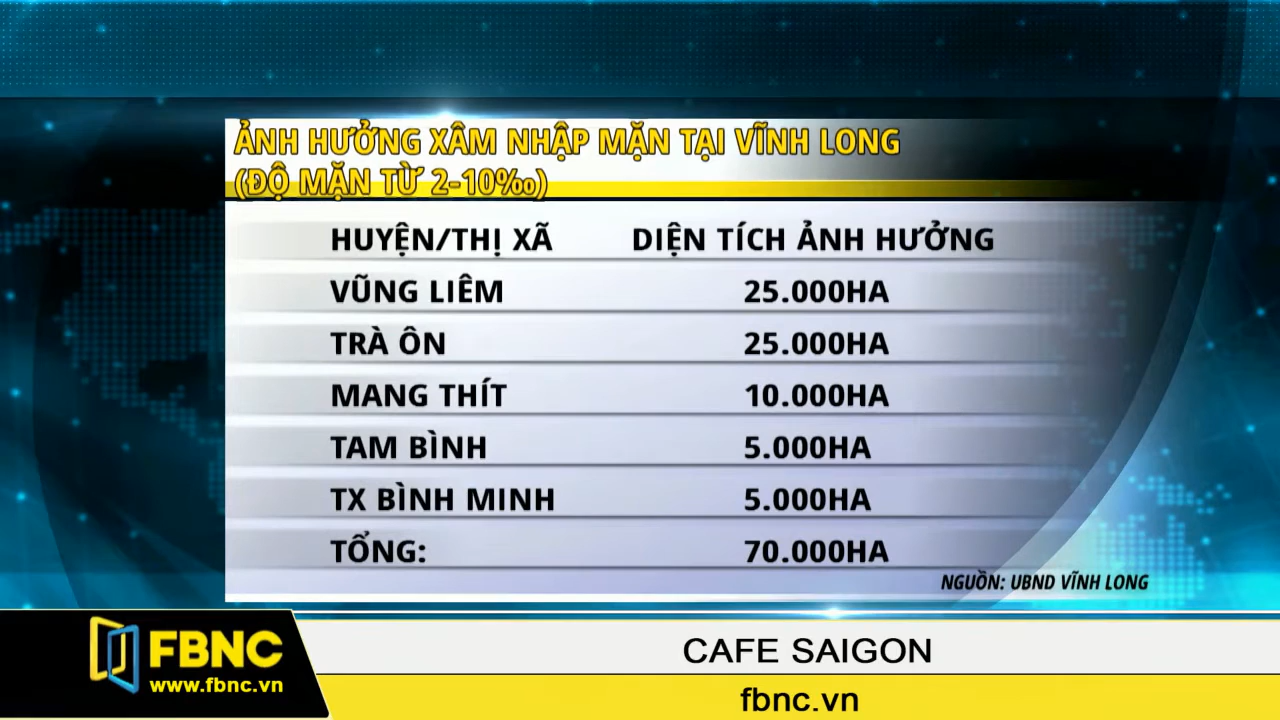 ẢNH HƯỞNG XÂM NHẬP MẶN TẠI VĨNH LONG
(ĐỘ MẶN TỪ 2-10‰)
HUYỆN/THỊ XÃ DIỆN TÍCH ẢNH HƯỞNG
VŨNG LIÊM 25.000HA
TRÀ ÔN 25.000HA
MANG THÍT 10.000HA
TAM BÌNH 5.000HA
TX BÌNH MINH 5.000HA
TỔNG: 70.000HA
NGUỒN: UBND VĨNH LONG
FBNC
www.fbnc.vn
CAFE SAIGON
fbnc.vn